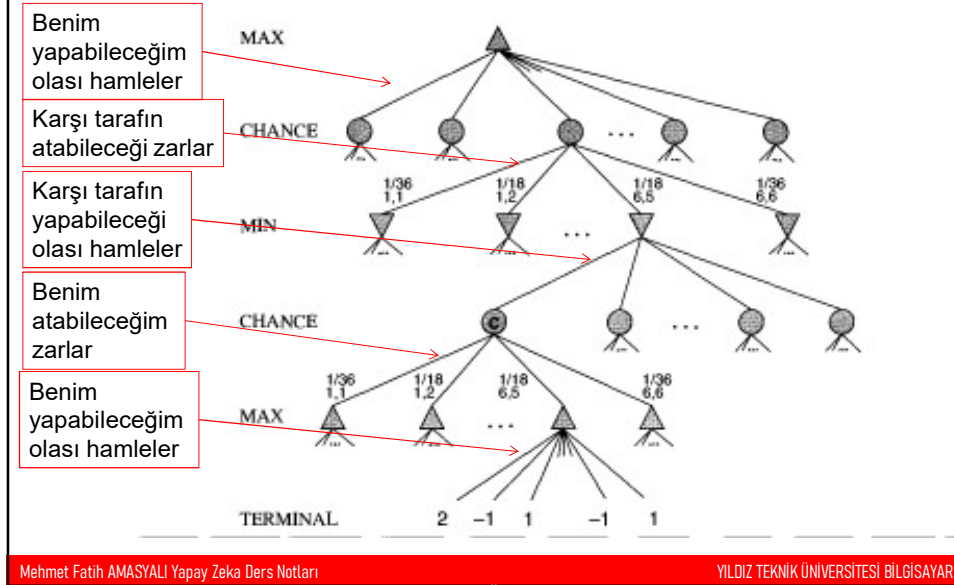 Benim
yapabileceğim
olası hamleler
MAX
Karşı tarafın
atabileceği zarlar
CHANCE
1/36 1/18 1/18 1/36
1,1 1,2 ... 6,5 6,6
Karşı tarafın
yapabileceği
olası hamleler
MIN
...
Benim
atabileceğim
zarlar
CHANCE
C ...
1/36 1/18 1/18 1/36
1,1 1,2 6,5 6,6
Benim
yapabileceğim
olası hamleler
MAX
...
TERMINAL 2 –1 1 –1 1
Mehmet Fatih AMASYALI Yapay Zeka Ders Notları YILDIZ TEKNİK ÜNİVERSİTESİ BİLGİSAYAR